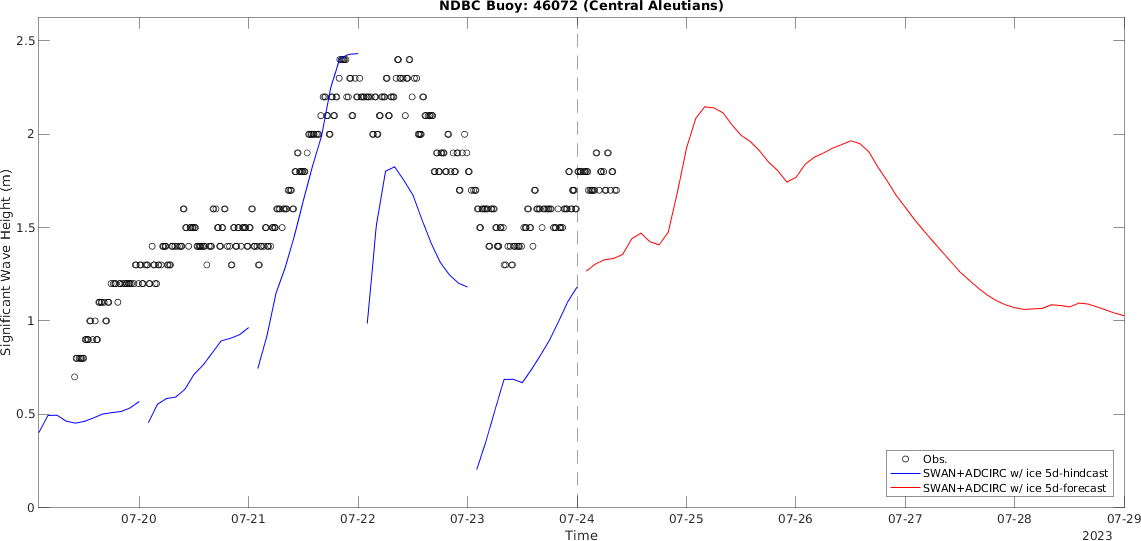 NDBC Buoy: 46072 (Central Aleutians)
Significant Wave Height (m)
2.5
2
1.5
1
0.5
0
Obs.
SWAN+ADCIRC w/ ice 5d-hindcast
SWAN+ADCIRC w/ ice 5d-forecast
07-20 07-21 07-22 07-23 07-24 07-25 07-26 07-27 07-28 07-29
Time
2023